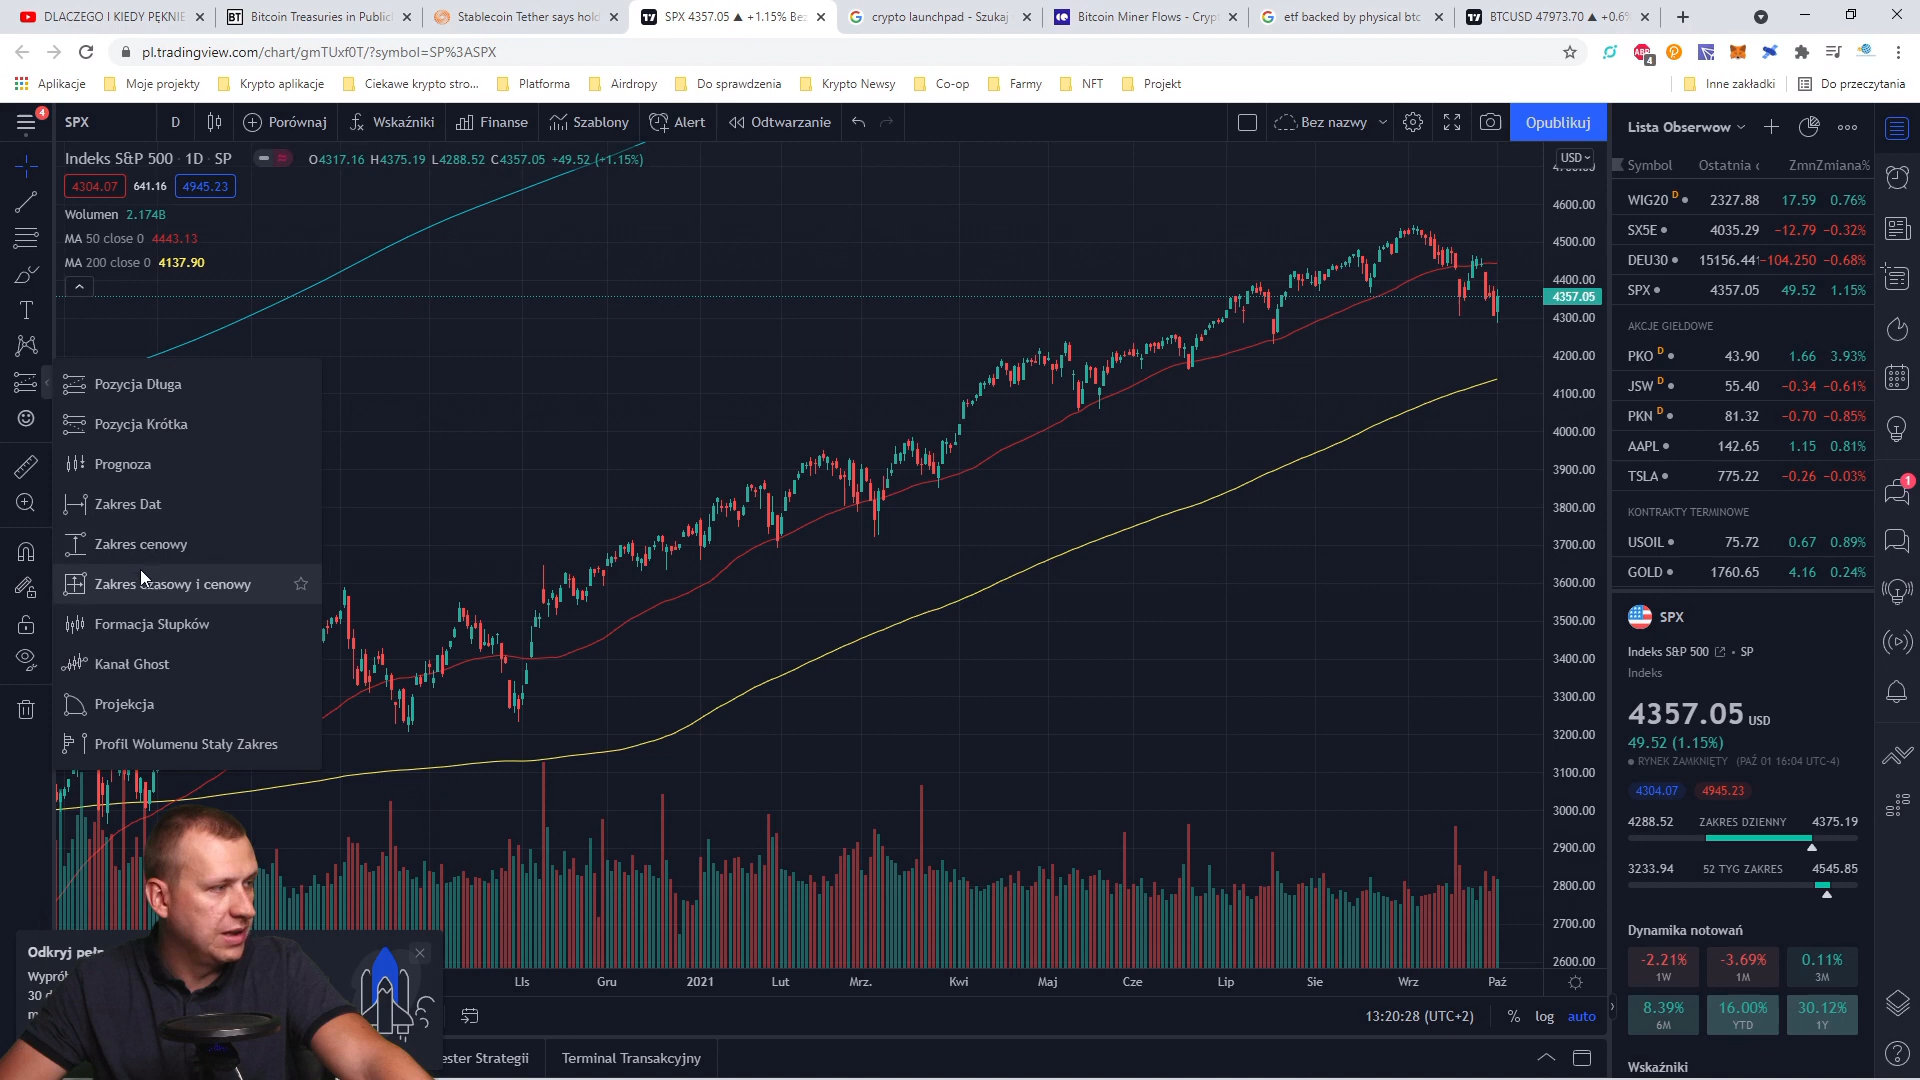 DLACZEGO I KIEDY PĘKNIE
Bitcoin Treasuries in Public
Stablecoin Tether says hold
SPX 4357.05 ▲ +1.15% Bez
crypto launchpad - Szukaj
Bitcoin Miner Flows - Crypt
etf backed by physical btc
BTCUSD 47973.70 ▲ +0.6%
pl.tradingview.com/chart/gmTUxf0T/?symbol=SP%3ASPX
4
Aplikacje
Moje projekty
Krypto aplikacje
Ciekawe krypto stro...
Platforma
Airdropy
Do sprawdzenia
Krypto Newsy
Co-op
Farmy
NFT
Projekt
Inne zakładki
Do przeczytania
4
SPX
D
Porównaj
Wskaźniki
Finanse
Szablony
Alert
Odtwarzanie
Bez nazwy
Opublikuj
Indeks S&P 500 · 1D · SP
O4317.16 H4375.19 L4288.52 C4357.05 +49.52 (+1.15%)
4304.07 641.16 4945.23
Wolumen 2.174B
MA 50 close 0 4443.13
MA 200 close 0 4137.90
Pozycja Długa
Pozycja Krótka
Prognoza
Zakres Dat
Zakres cenowy
Zakres czasowy i cenowy
Formacja Słupków
Kanał Ghost
Projekcja
Profil Wolumenu Stały Zakres
USD
4600.00
4500.00
4400.00
4357.05
4300.00
4200.00
4100.00
4000.00
3900.00
3800.00
3700.00
3600.00
3500.00
3400.00
3300.00
3200.00
3100.00
3000.00
2900.00
2800.00
2700.00
2600.00
LIs
Gru
2021
Lut
Mrz.
Kwi
Maj
Cze
Lip
Sie
Wrz
Paź
13:20:28 (UTC+2)
%
log
auto
Odkryj pełn
Wypró
30 d
ester Strategii
Terminal Transakcyjny
Lista Obserwow
Symbol Ostatnia c Zmn Zmiana%
WIG20 D 2327.88 17.59 0.76%
SX5E 4035.29 −12.79 −0.32%
DEU30 15156.441 −104.250 −0.68%
SPX 4357.05 49.52 1.15%
AKCJE GIEŁDOWE
PKO D 43.90 1.66 3.93%
JSW D 55.40 −0.34 −0.61%
PKN D 81.32 −0.70 −0.85%
AAPL 142.65 1.15 0.81%
TSLA 775.22 −0.26 −0.03%
KONTRAKTY TERMINOWE
USOIL 75.72 0.67 0.89%
GOLD 1760.65 4.16 0.24%
1
SPX
Indeks S&P 500 • SP
Indeks
4357.05 USD
49.52 (1.15%)
RYNEK ZAMKNIĘTY (PAŹ 01 16:04 UTC-4)
4304.07 4945.23
4288.52 ZAKRES DZIENNY 4375.19
3233.94 52 TYG ZAKRES 4545.85
Dynamika notowań
-2.21% -3.69% 0.11%
1W 1M 3M
8.39% 16.00% 30.12%
6M YTD 1Y
Wskaźniki